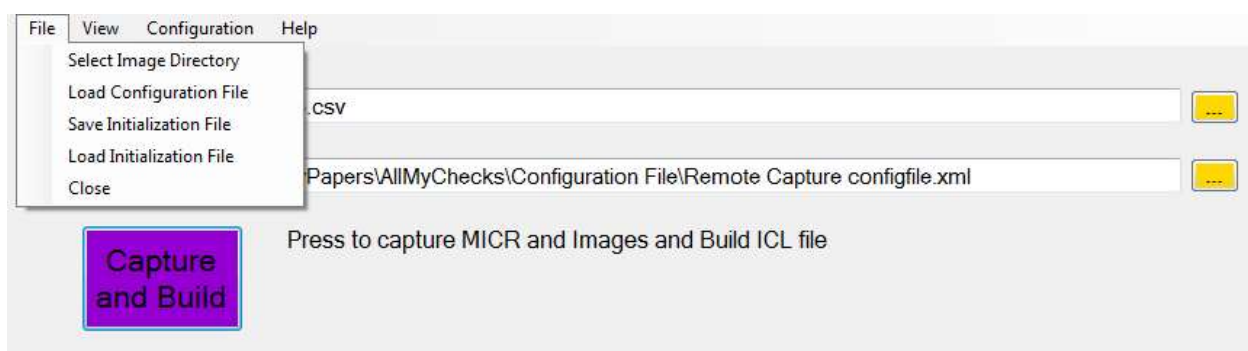 File View Configuration Help
Select Image Directory
Load Configuration File
.csv ...
Save Initialization File
Load Initialization File
Papers\AllMyChecks\Configuration File\Remote Capture configfile.xml ...
Close
Capture
and Build
Press to capture MICR and Images and Build ICL file